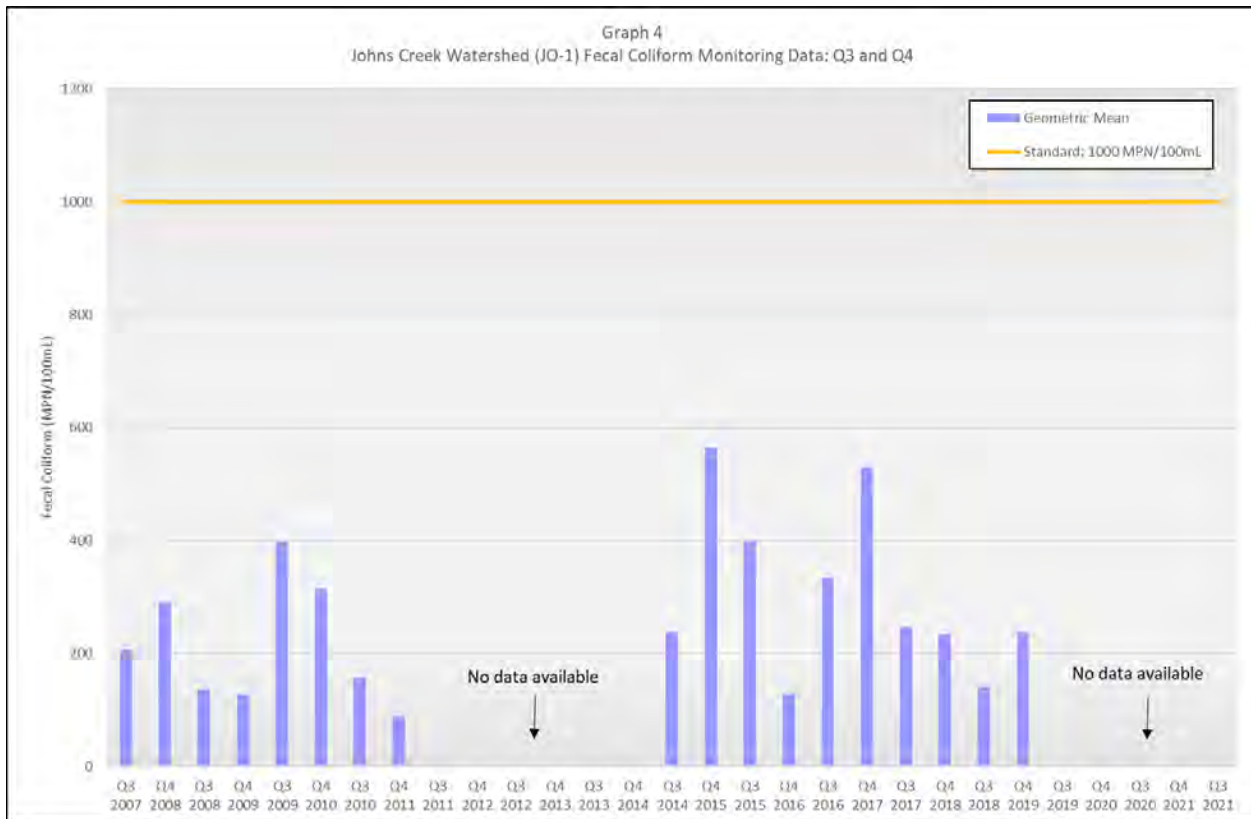 Graph 4
Johns Creek Watershed (JO-1) Fecal Coliform Monitoring Data: Q3 and Q4
1200
Geometric Mean
Standard: 1000 MPN/100mL
1000
800
Fecal Coliform (MPN/100mL)
600
400
200
No data available
No data available
0
Q3 Q4 Q3 Q4 Q3 Q4 Q3 Q4 Q3 Q4 Q3 Q4 Q3 Q4 Q3 Q4 Q3 Q4 Q3 Q4 Q3 Q4 Q3 Q4 Q3 Q4 Q3 Q4 Q3
2007 2008 2008 2009 2009 2010 2010 2011 2011 2012 2012 2013 2013 2014 2014 2015 2015 2016 2016 2017 2017 2018 2018 2019 2019 2020 2020 2021 2021